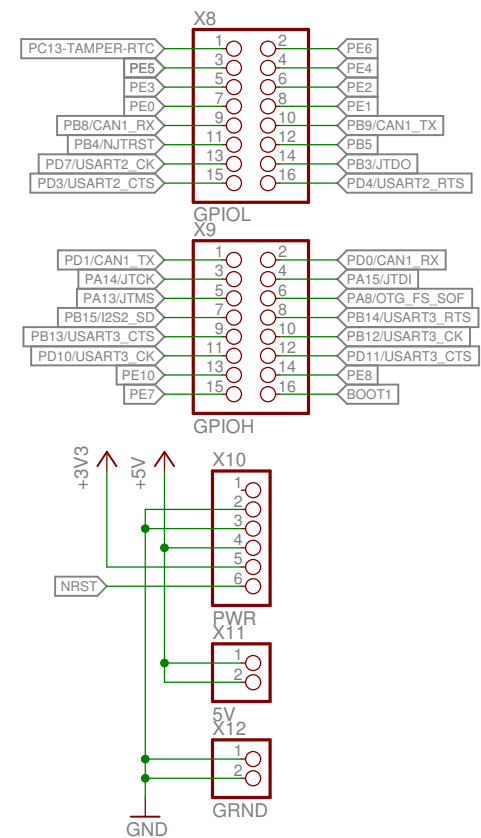 X8
PC13-TAMPER-RTC 1 2 PE6
PE5 3 4 PE4
PE3 5 6 PE2
PE0 7 8 PE1
PB8/CAN1_RX 9 10 PB9/CAN1_TX
PB4/NJTRST 11 12 PB5
PD7/USART2_CK 13 14 PB3/JTDO
PD3/USART2_CTS 15 16 PD4/USART2_RTS
GPIOL
X9
PD1/CAN1_TX 1 2 PD0/CAN1_RX
PA14/JTCK 3 4 PA15/JTDI
PA13/JTMS 5 6 PA8/OTG_FS_SOF
PB15/I2S2_SD 7 8 PB14/USART3_RTS
PB13/USART3_CTS 9 10 PB12/USART3_CK
PD10/USART3_CK 11 12 PD11/USART3_CTS
PE10 13 14 PE8
PE7 15 16 BOOT1
GPIOH
+3V3 +5V X10
1
2
3
4
5
NRST 6
PWR
X11
1
2
5V
X12
1
2
GRND
GND